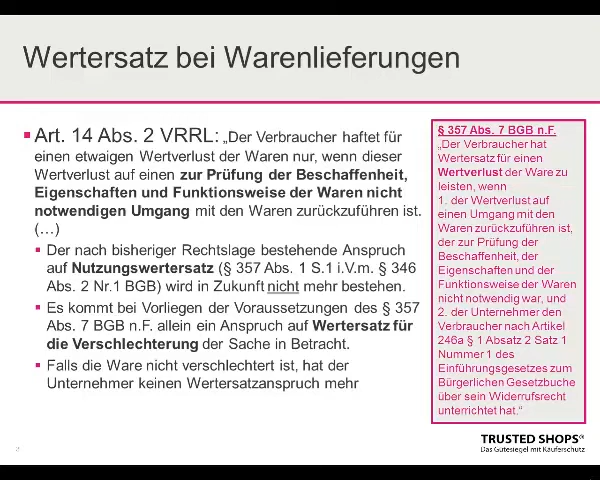 Wertersatz bei Warenlieferungen
Art. 14 Abs. 2 VRRL: „Der Verbraucher haftet für
einen etwaigen Wertverlust der Waren nur, wenn dieser
Wertverlust auf einen zur Prüfung der Beschaffenheit,
Eigenschaften und Funktionsweise der Waren nicht
notwendigen Umgang mit den Waren zurückzuführen ist.
(…)
Der nach bisheriger Rechtslage bestehende Anspruch
auf Nutzungswertersatz (§ 357 Abs. 1 S.1 i.V.m. § 346
Abs. 2 Nr.1 BGB) wird in Zukunft nicht mehr bestehen.
Es kommt bei Vorliegen der Voraussetzungen des § 357
Abs. 7 BGB n.F. allein ein Anspruch auf Wertersatz für
die Verschlechterung der Sache in Betracht.
Falls die Ware nicht verschlechtert ist, hat der
Unternehmer keinen Wertersatzanspruch mehr
§ 357 Abs. 7 BGB n.F.
„Der Verbraucher hat
Wertersatz für einen
Wertverlust der Ware zu
leisten, wenn
1. der Wertverlust auf
einen Umgang mit den
Waren zurückzuführen ist,
der zur Prüfung der
Beschaffenheit, der
Eigenschaften und der
Funktionsweise der Waren
nicht notwendig war, und
2. der Unternehmer den
Verbraucher nach Artikel
246a § 1 Absatz 2 Satz 1
Nummer 1 des
Einführungsgesetzes zum
Bürgerlichen Gesetzbuche
über sein Widerrufsrecht
unterrichtet hat.“
TRUSTED SHOPS®
Das Gütesiegel mit Käuferschutz